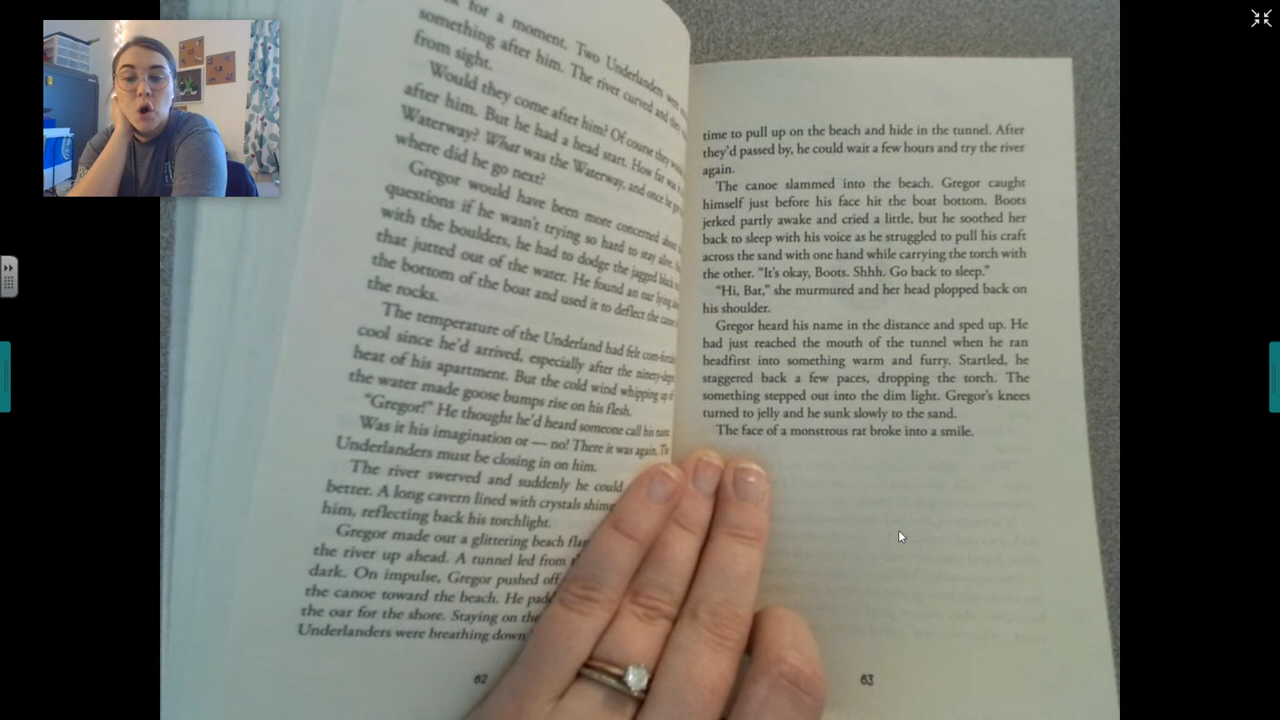 for a moment. Two Underlanders were
something after him. The river curved and they
from sight.
Would they come after him? Of course they would
after him. But he had a head start. How far was
Waterway? What was the Waterway, and once he got
where did he go next?
Gregor would have been more concerned about
questions if he wasn't trying so hard to stay alive.
with the boulders, he had to dodge the jagged black
that jutted out of the water. He found an oar lying
the bottom of the boat and used it to deflect the canoe
the rocks.
The temperature of the Underland had felt
cool since he'd arrived, especially after the
heat of his apartment. But the cold wind whipping up
the water made goose bumps rise on his flesh.
"Gregor!" He thought he'd heard someone call his name.
Was it his imagination or — no! There it was again. The
Underlanders must be closing in on him.
The river swerved and suddenly he could
better. A long cavern lined with crystals
him, reflecting back his torchlight.
Gregor made out a glittering beach
the river up ahead. A tunnel led from
dark. On impulse, Gregor pushed off
the canoe toward the beach. He
the oar for the shore. Staying on the
Underlanders were breathing down
62
time to pull up on the beach and hide in the tunnel. After
they'd passed by, he could wait a few hours and try the river
again.
The canoe slammed into the beach. Gregor caught
himself just before his face hit the boat bottom. Boots
jerked partly awake and cried a little, but he soothed her
back to sleep with his voice as he struggled to pull his craft
across the sand with one hand while carrying the torch with
the other. "It's okay, Boots. Shhh. Go back to sleep."
"Hi, Bat," she murmured and her head plopped back on
his shoulder.
Gregor heard his name in the distance and sped up. He
had just reached the mouth of the tunnel when he ran
headfirst into something warm and furry. Startled, he
staggered back a few paces, dropping the torch. The
something stepped out into the dim light. Gregor's knees
turned to jelly and he sunk slowly to the sand.
The face of a monstrous rat broke into a smile.
63